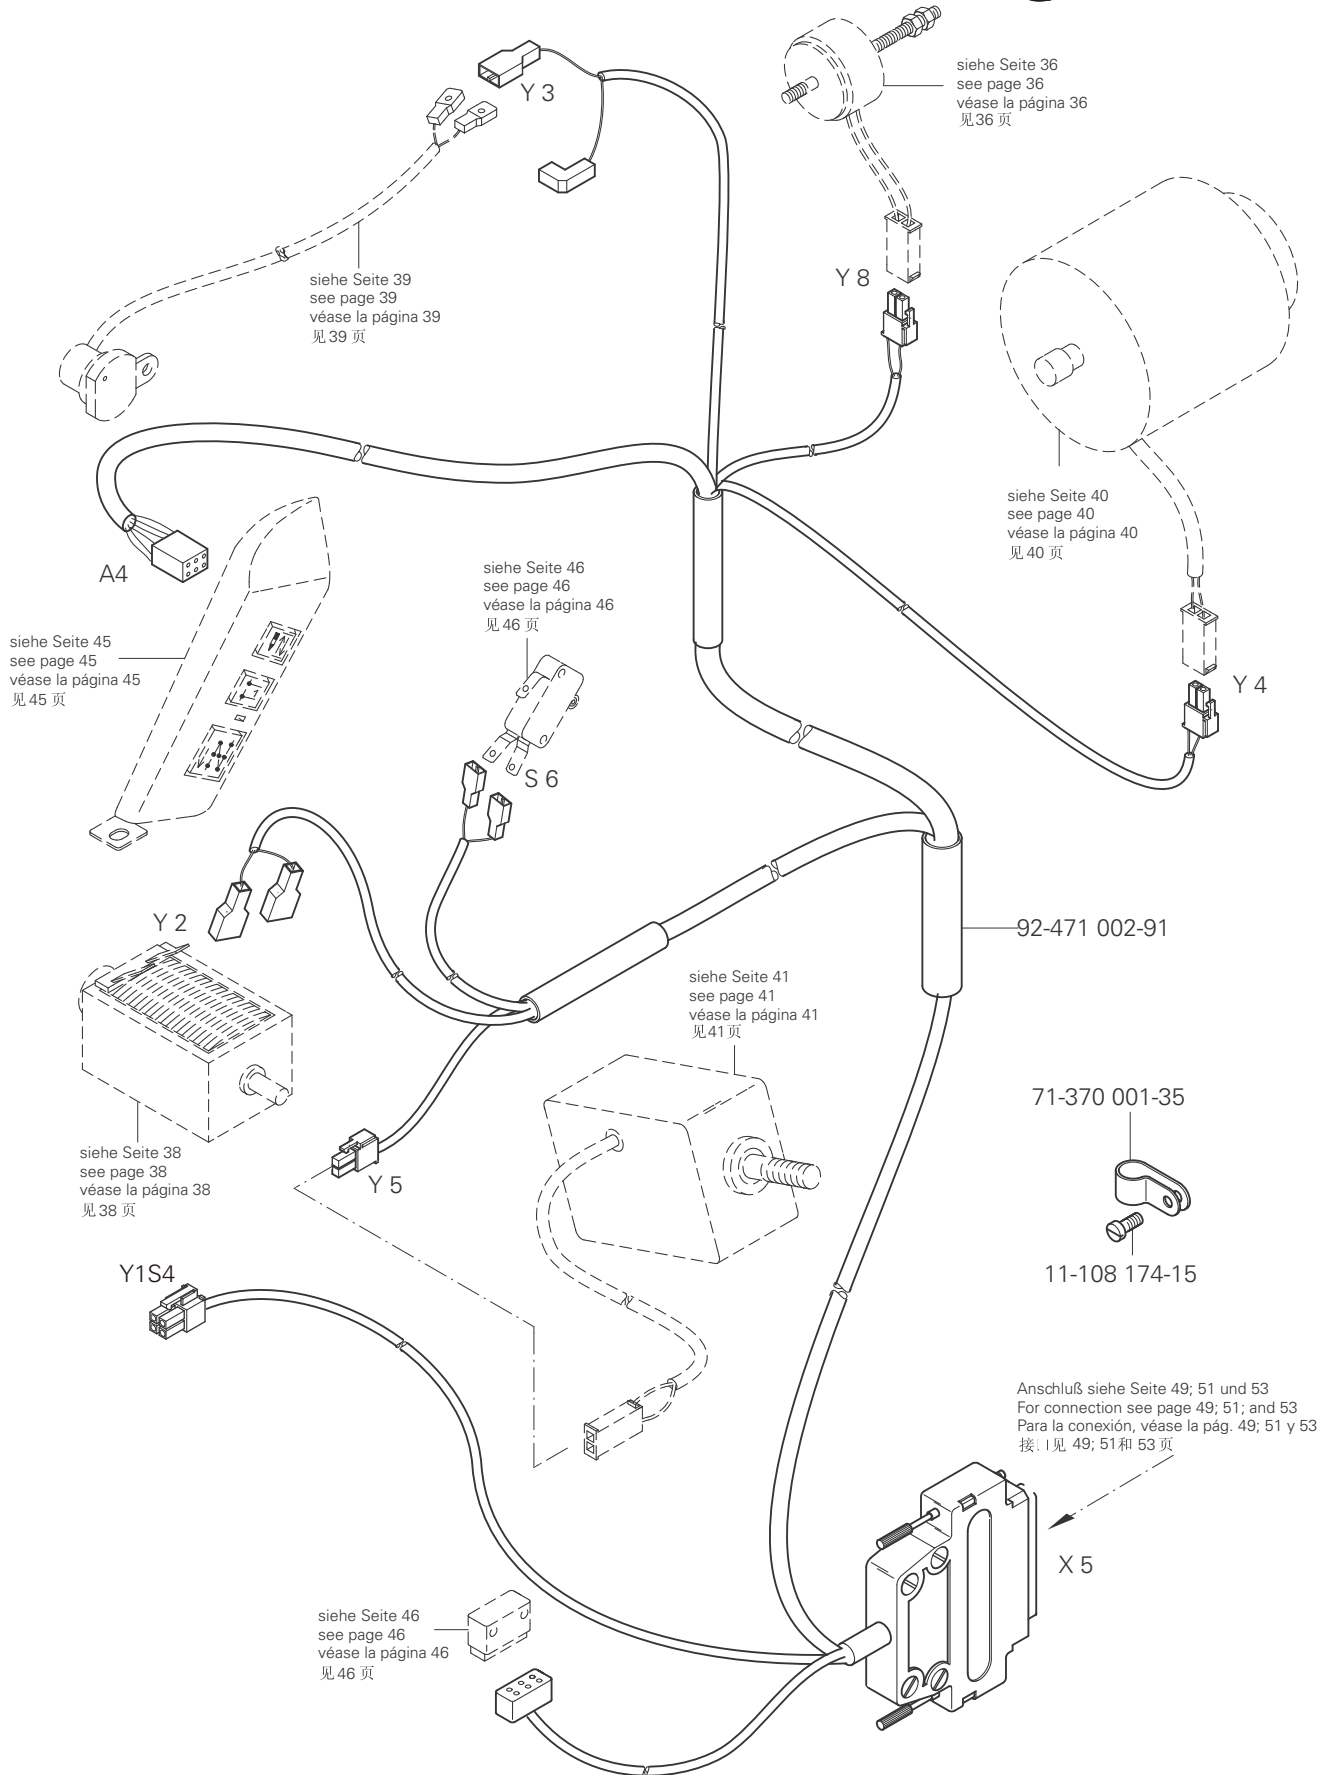 siehe Seite 36
see page 36
véase la página 36
见36 页
Y 3
siehe Seite 39
see page 39
véase la página 39
见39 页
Y 8
siehe Seite 40
see page 40
véase la página 40
见40 页
A4
siehe Seite 46
see page 46
véase la página 46
见46 页
siehe Seite 45
see page 45
véase la página 45
见45 页
1
Y 4
S 6
Y 2
92-471 002-91
siehe Seite 41
see page 41
véase la página 41
见41页
71-370 001-35
siehe Seite 38
see page 38
véase la página 38
见38 页
Y 5
Y1S4
11-108 174-15
Anschluß siehe Seite 49; 51 und 53
For connection see page 49; 51; and 53
Para la conexión, véase la pág. 49; 51 y 53
接口见 49; 51和 53页
X 5
siehe Seite 46
see page 46
véase la página 46
见46 页